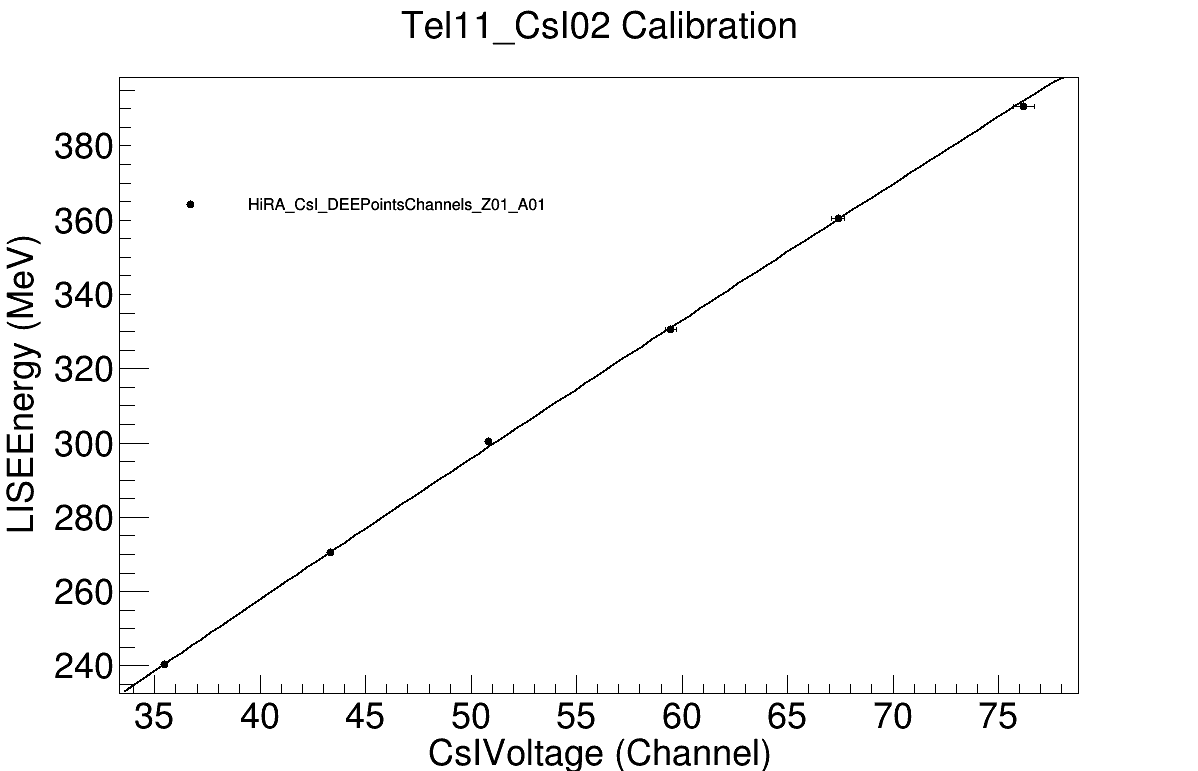 Tel11_CsI02 Calibration
LISEEnergy (MeV)
380
360
340
320
300
280
260
240
HiRA_CsI_DEEPointsChannels_Z01_A01
35 40 45 50 55 60 65 70 75
CsIVoltage (Channel)